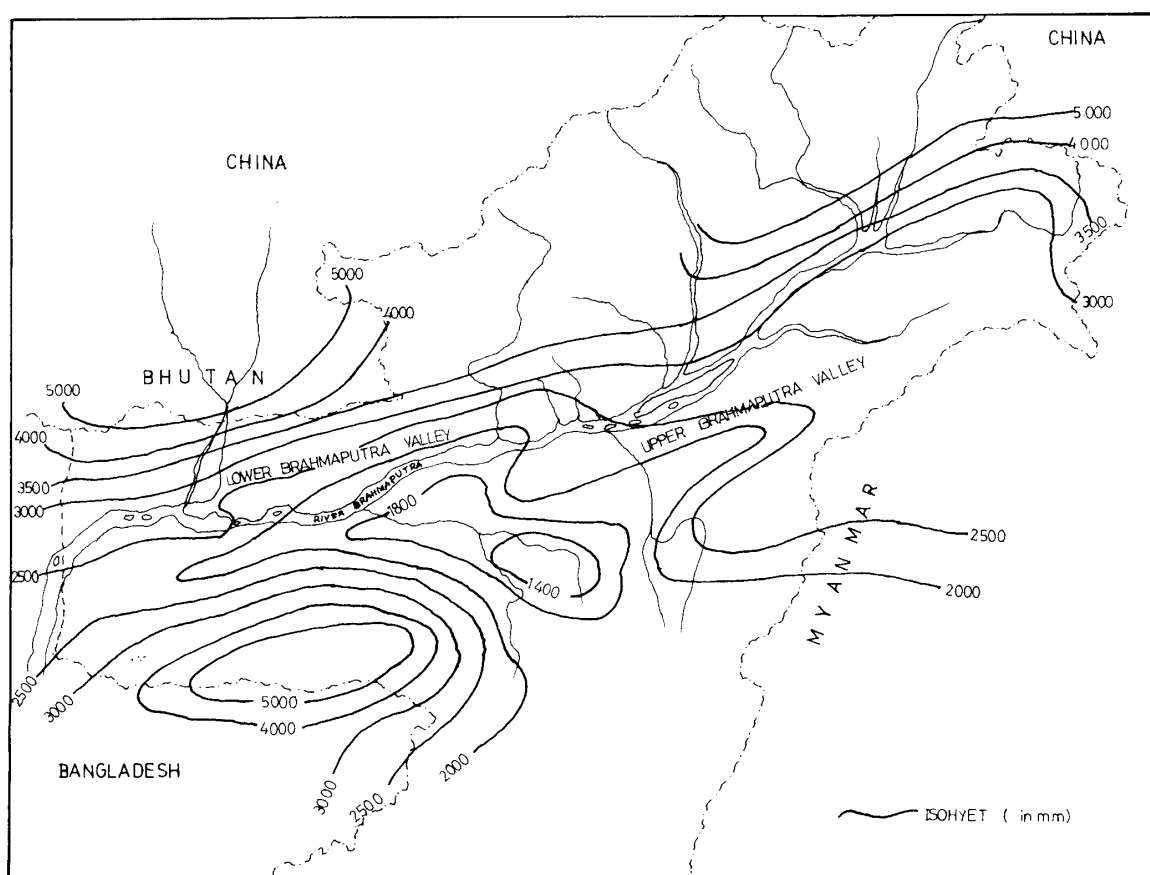 CHINA
CHINA
5000
4000
5000
4000
3500
3000
BHUTAN
5000
4000
3500
3000
2500
LOWER BRAHMAPUTRA VALLEY
UPPER BRAHMAPUTRA VALLEY
RIVER BRAHMAPUTRA
1800
1400
2500
2000
MYANMAR
2500
3000
5000
4000
3000
2500
2000
BANGLADESH
ISOHYET ( in mm)